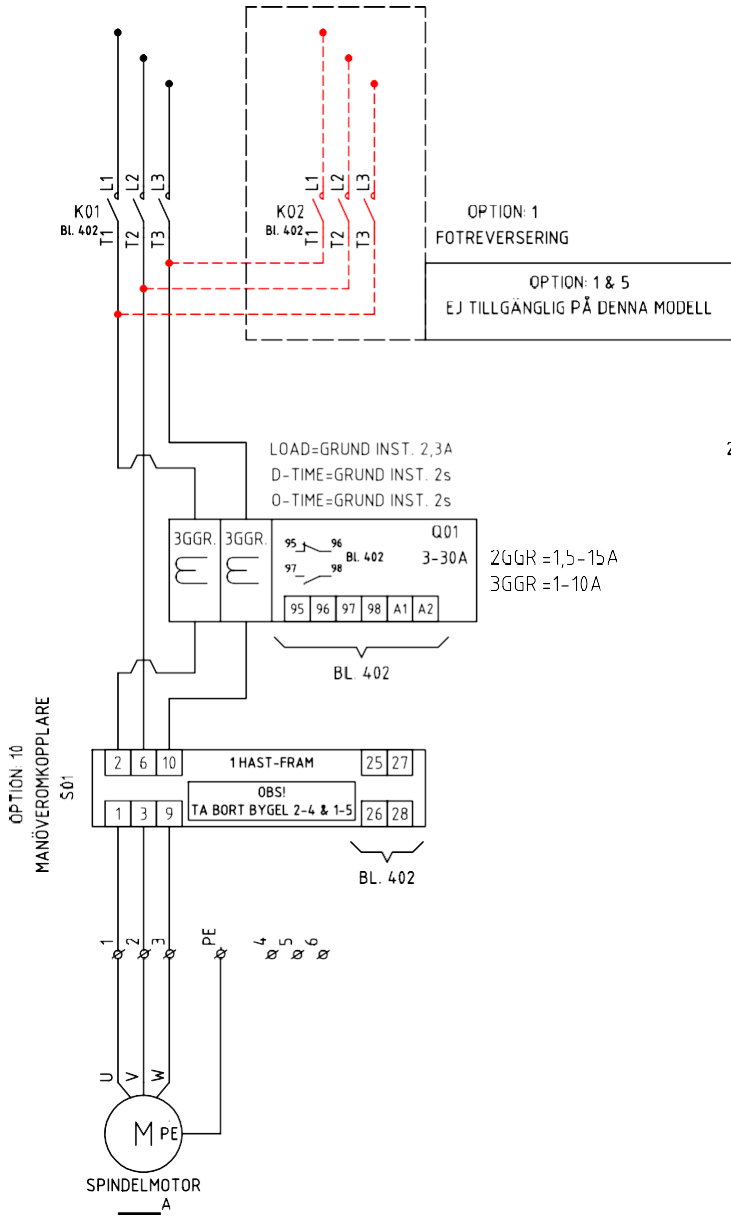 L1 L2 L3
K01
BL. 402
T1 T2 T3
L1 L2 L3
K02
BL. 402
T1 T2 T3
OPTION: 1
FOTREVERSERING
OPTION: 1 & 5
EJ TILLGÄNGLIG PÅ DENNA MODELL
LOAD=GRUND INST. 2,3A
D-TIME=GRUND INST. 2s
O-TIME=GRUND INST. 2s
2
3GGR. 3GGR.
95 96
BL. 402
97 98
Q01
3-30A
95 96 97 98 A1 A2
2GGR =1,5-15A
3GGR =1-10A
BL. 402
OPTION: 10
MANÖVEROMKOPPLARE
S01
2 6 10 1 HAST-FRAM 25 27
OBS!
TA BORT BYGEL 2-4 & 1-5
1 3 9 26 28
BL. 402
1 2 3 PE 4 5 6
U V W
M PE
SPINDELMOTOR
A